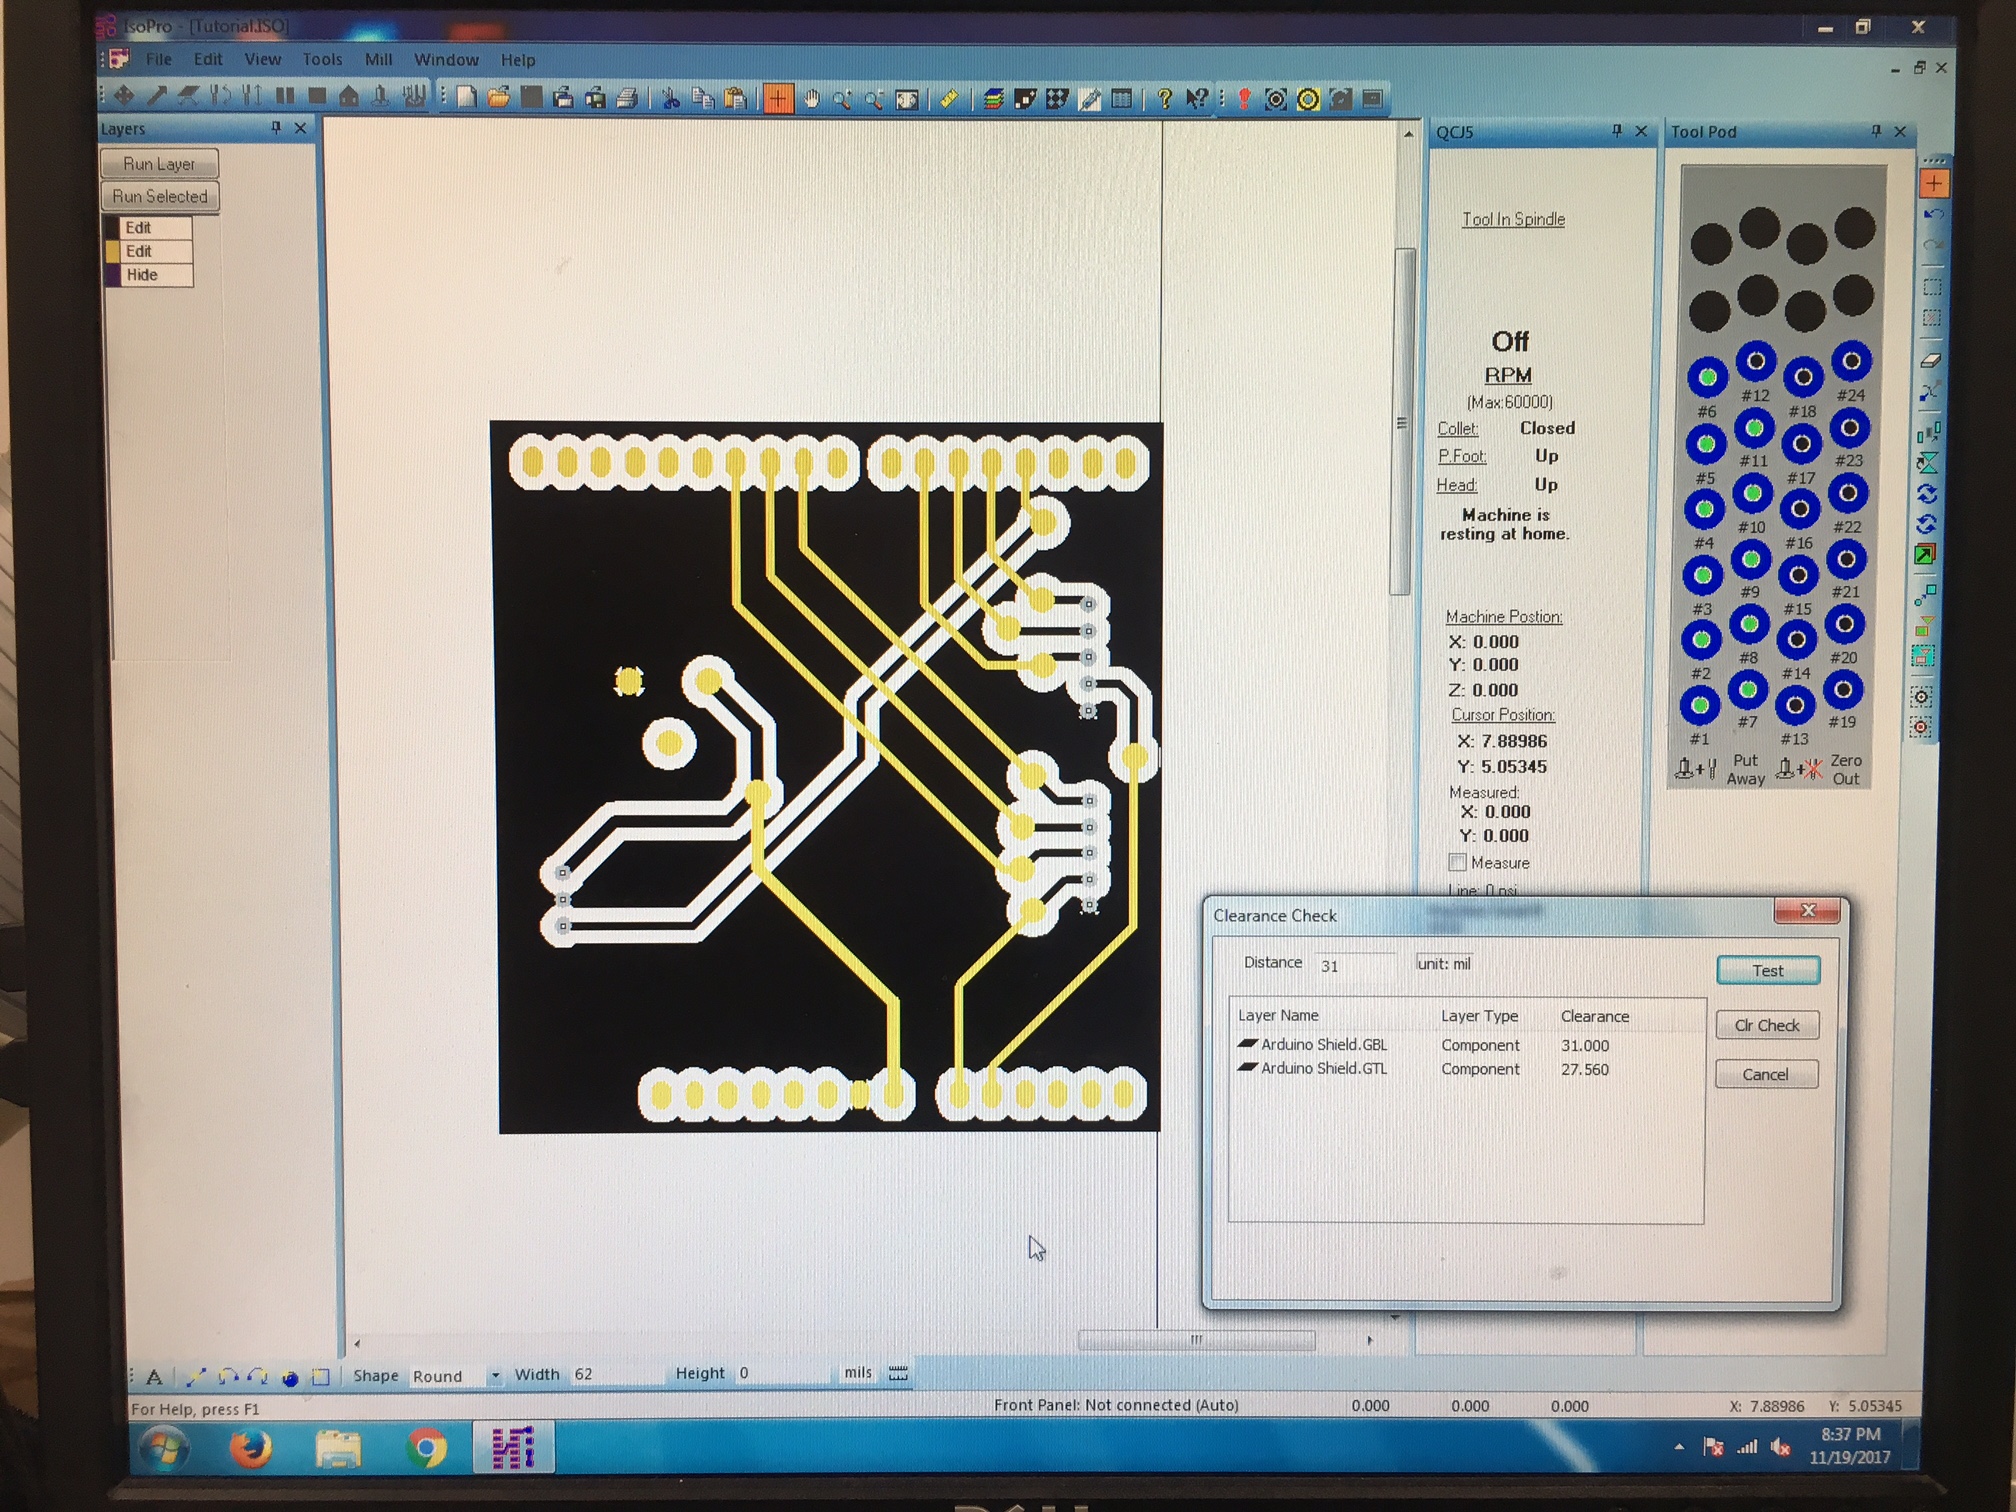 IsoPro - [Tutorial.ISO]
File Edit View Tools Mill Window Help
Layers
Run Layer
Run Selected
Edit
Edit
Hide
QCJ5
Tool In Spindle
Off
RPM
(Max:60000)
Collet: Closed
P.Foot: Up
Head: Up
Machine is
resting at home.
Machine Postion:
X: 0.000
Y: 0.000
Z: 0.000
Cursor Position:
X: 7.88986
Y: 5.05345
Measured:
X: 0.000
Y: 0.000
Measure
Line: 0 psi
Tool Pod
#6 #12 #18 #24
#5 #11 #17 #23
#4 #10 #16 #22
#3 #9 #15 #21
#2 #8 #14 #20
#1 #7 #13 #19
Put Away
Zero Out
Clearance Check
Distance 31 unit: mil
Test
Layer Name Layer Type Clearance
Arduino Shield.GBL Component 31.000
Arduino Shield.GTL Component 27.560
Clr Check
Cancel
A Shape Round Width 62 Height 0 mils
For Help, press F1
Front Panel: Not connected (Auto) 0.000 0.000 0.000 X: 7.88986 Y: 5.05345
8:37 PM
11/19/2017